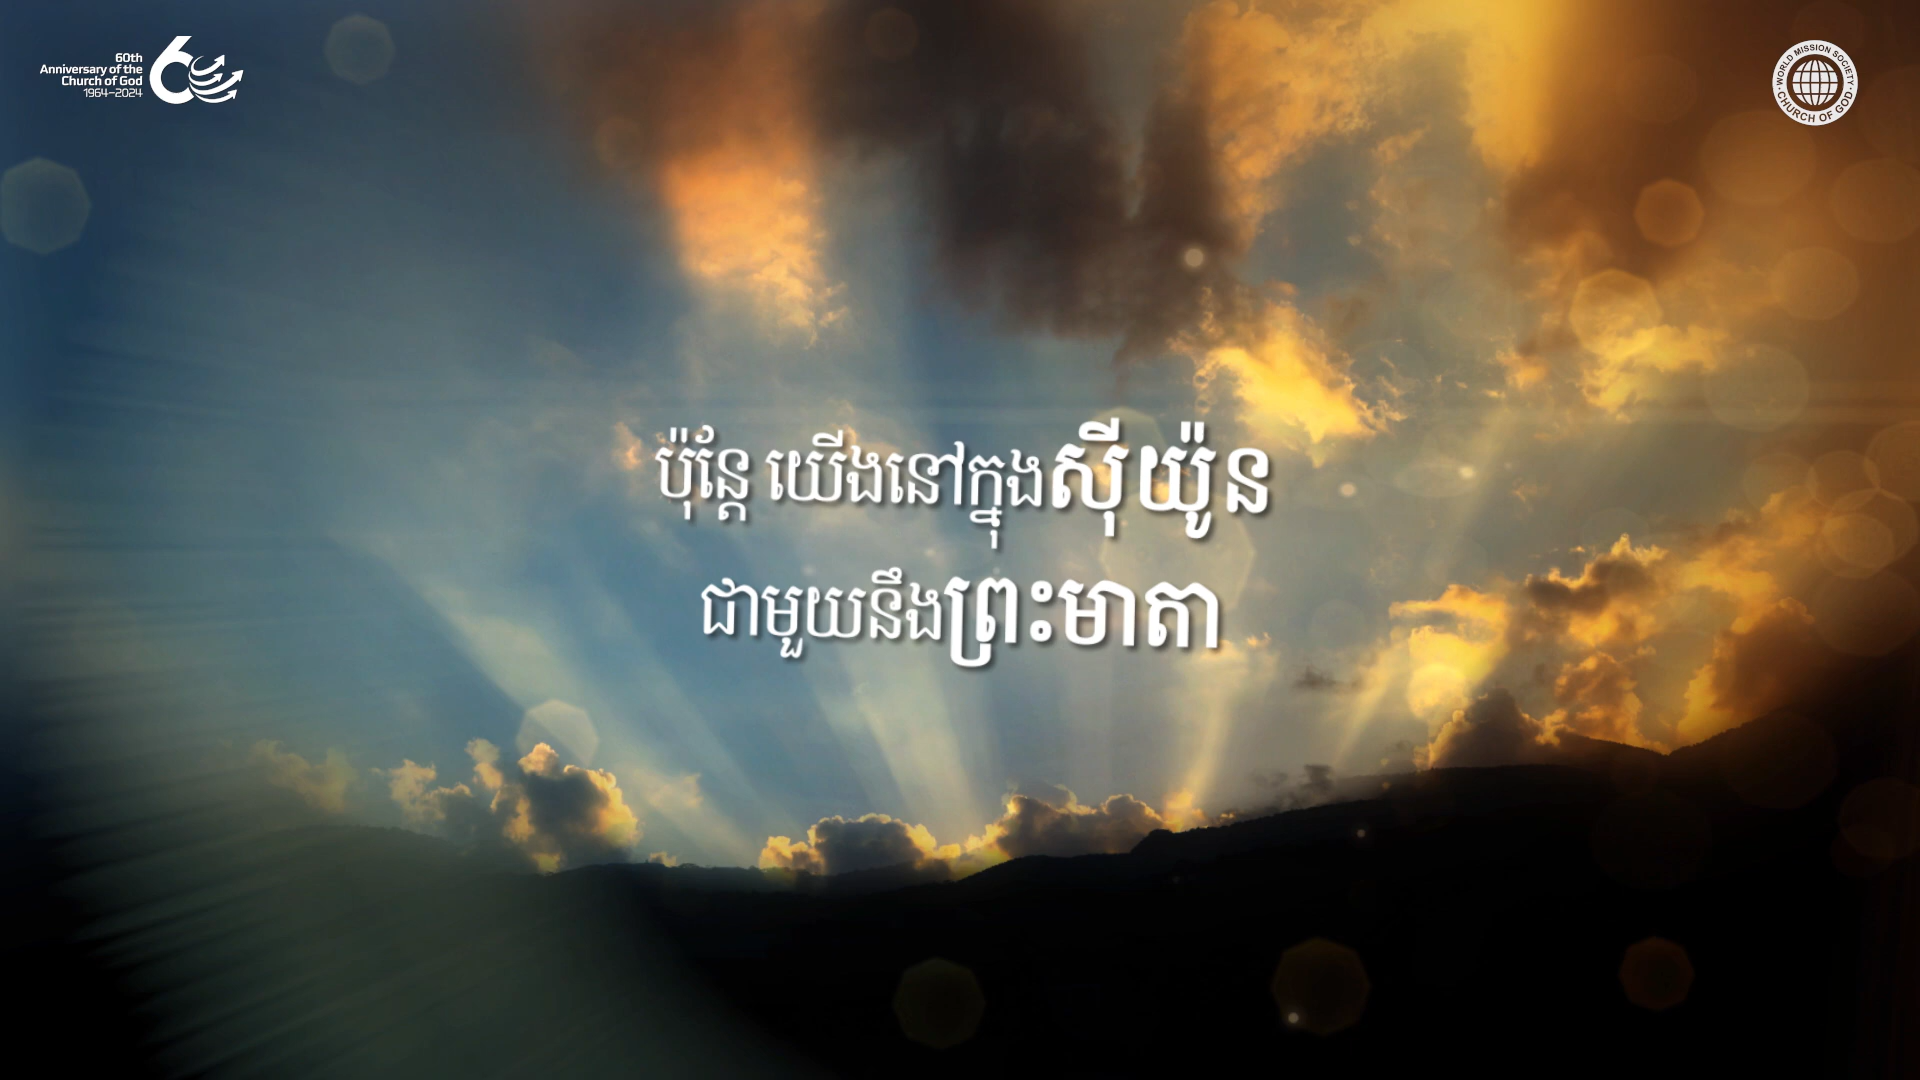 60th
Anniversary of the
Church of God
1964–2024
60
WORLD MISSION SOCIETY
CHURCH OF GOD
ប៉ុន្តែ យើងនៅក្នុងស៊ីយ៉ូន
ជាមួយនឹងព្រះមាតា